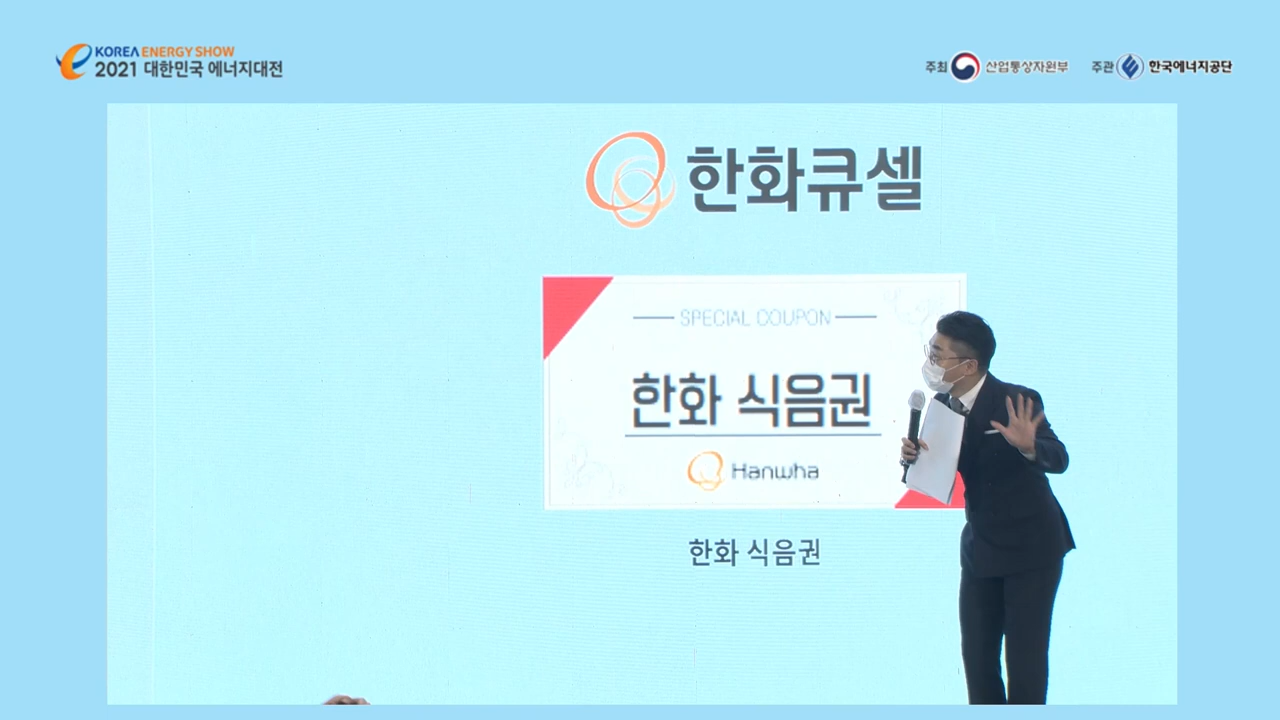 KOREA ENERGY SHOW
2021 대한민국 에너지대전
주최 산업통상자원부 주관 한국에너지공단
한화큐셀
SPECIAL COUPON
한화 식음권
Hanwha
한화 식음권